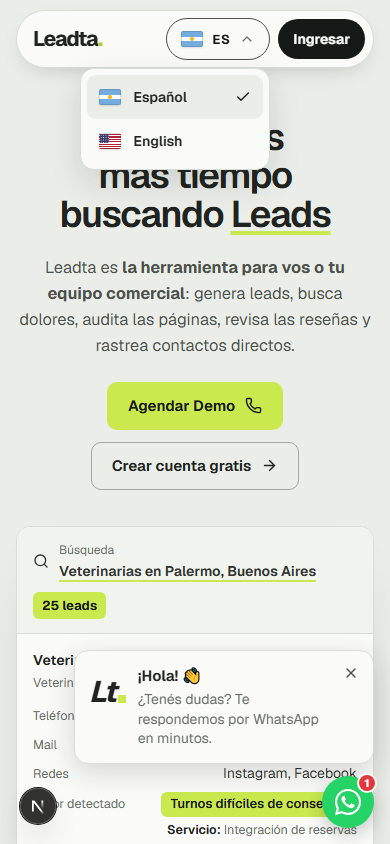 Leadta.
ES
Ingresar
Español
English
s
más tiempo
buscando Leads
Leadta es la herramienta para vos o tu
equipo comercial: genera leads, busca
dolores, audita las páginas, revisa las reseñas y
rastrea contactos directos.
Agendar Demo
Crear cuenta gratis
Búsqueda
Veterinarias en Palermo, Buenos Aires
25 leads
Lt.
¡Hola! 👋
¿Tenés dudas? Te
respondemos por WhatsApp
en minutos.
Mail
Redes
Instagram, Facebook
N
detectado
Turnos difíciles de
1
Servicio: Integración de reservas